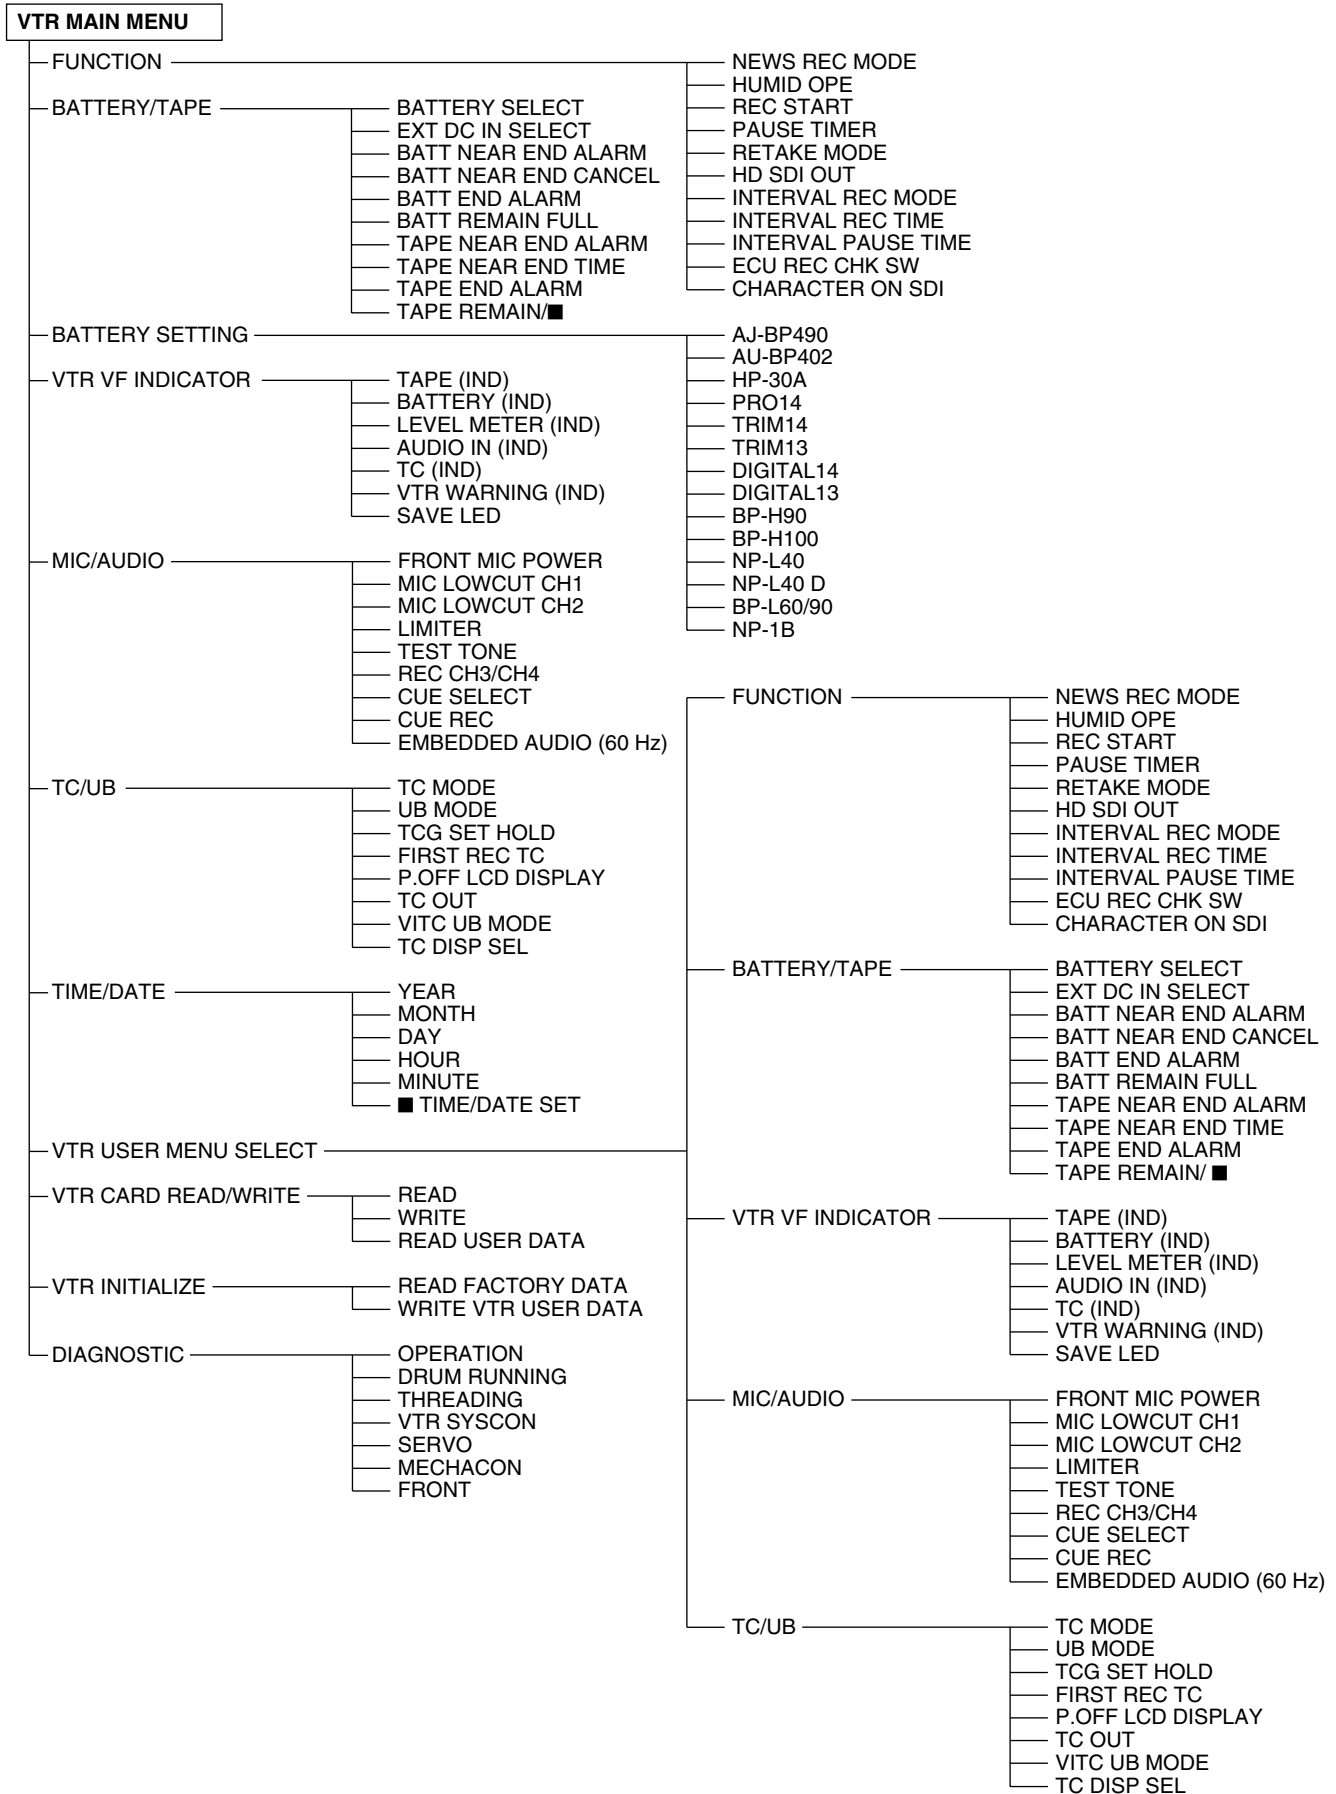 VTR MAIN MENU
FUNCTION
NEWS REC MODE
HUMID OPE
REC START
PAUSE TIMER
RETAKE MODE
HD SDI OUT
INTERVAL REC MODE
INTERVAL REC TIME
INTERVAL PAUSE TIME
ECU REC CHK SW
CHARACTER ON SDI
BATTERY/TAPE
BATTERY SELECT
EXT DC IN SELECT
BATT NEAR END ALARM
BATT NEAR END CANCEL
BATT END ALARM
BATT REMAIN FULL
TAPE NEAR END ALARM
TAPE NEAR END TIME
TAPE END ALARM
TAPE REMAIN/■
BATTERY SETTING
AJ-BP490
AU-BP402
HP-30A
PRO14
TRIM14
TRIM13
DIGITAL14
DIGITAL13
BP-H90
BP-H100
NP-L40
NP-L40 D
BP-L60/90
NP-1B
VTR VF INDICATOR
TAPE (IND)
BATTERY (IND)
LEVEL METER (IND)
AUDIO IN (IND)
TC (IND)
VTR WARNING (IND)
SAVE LED
MIC/AUDIO
FRONT MIC POWER
MIC LOWCUT CH1
MIC LOWCUT CH2
LIMITER
TEST TONE
REC CH3/CH4
CUE SELECT
CUE REC
EMBEDDED AUDIO (60 Hz)
TC/UB
TC MODE
UB MODE
TCG SET HOLD
FIRST REC TC
P.OFF LCD DISPLAY
TC OUT
VITC UB MODE
TC DISP SEL
TIME/DATE
YEAR
MONTH
DAY
HOUR
MINUTE
■ TIME/DATE SET
VTR USER MENU SELECT
FUNCTION
NEWS REC MODE
HUMID OPE
REC START
PAUSE TIMER
RETAKE MODE
HD SDI OUT
INTERVAL REC MODE
INTERVAL REC TIME
INTERVAL PAUSE TIME
ECU REC CHK SW
CHARACTER ON SDI
BATTERY/TAPE
BATTERY SELECT
EXT DC IN SELECT
BATT NEAR END ALARM
BATT NEAR END CANCEL
BATT END ALARM
BATT REMAIN FULL
TAPE NEAR END ALARM
TAPE NEAR END TIME
TAPE END ALARM
TAPE REMAIN/ ■
VTR VF INDICATOR
TAPE (IND)
BATTERY (IND)
LEVEL METER (IND)
AUDIO IN (IND)
TC (IND)
VTR WARNING (IND)
SAVE LED
MIC/AUDIO
FRONT MIC POWER
MIC LOWCUT CH1
MIC LOWCUT CH2
LIMITER
TEST TONE
REC CH3/CH4
CUE SELECT
CUE REC
EMBEDDED AUDIO (60 Hz)
TC/UB
TC MODE
UB MODE
TCG SET HOLD
FIRST REC TC
P.OFF LCD DISPLAY
TC OUT
VITC UB MODE
TC DISP SEL
VTR CARD READ/WRITE
READ
WRITE
READ USER DATA
VTR INITIALIZE
READ FACTORY DATA
WRITE VTR USER DATA
DIAGNOSTIC
OPERATION
DRUM RUNNING
THREADING
VTR SYSCON
SERVO
MECHACON
FRONT